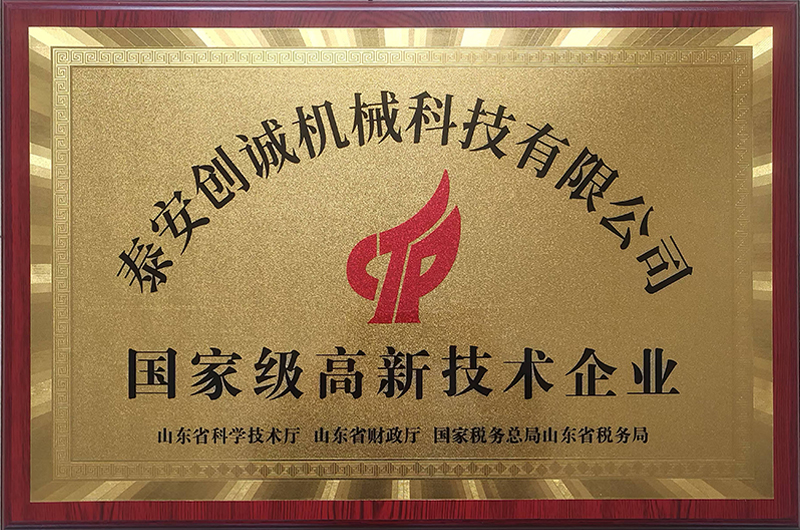 泰安创诚机械科技有限公司
国家级高新技术企业
山东省科学技术厅 山东省财政厅 国家税务总局山东省税务局